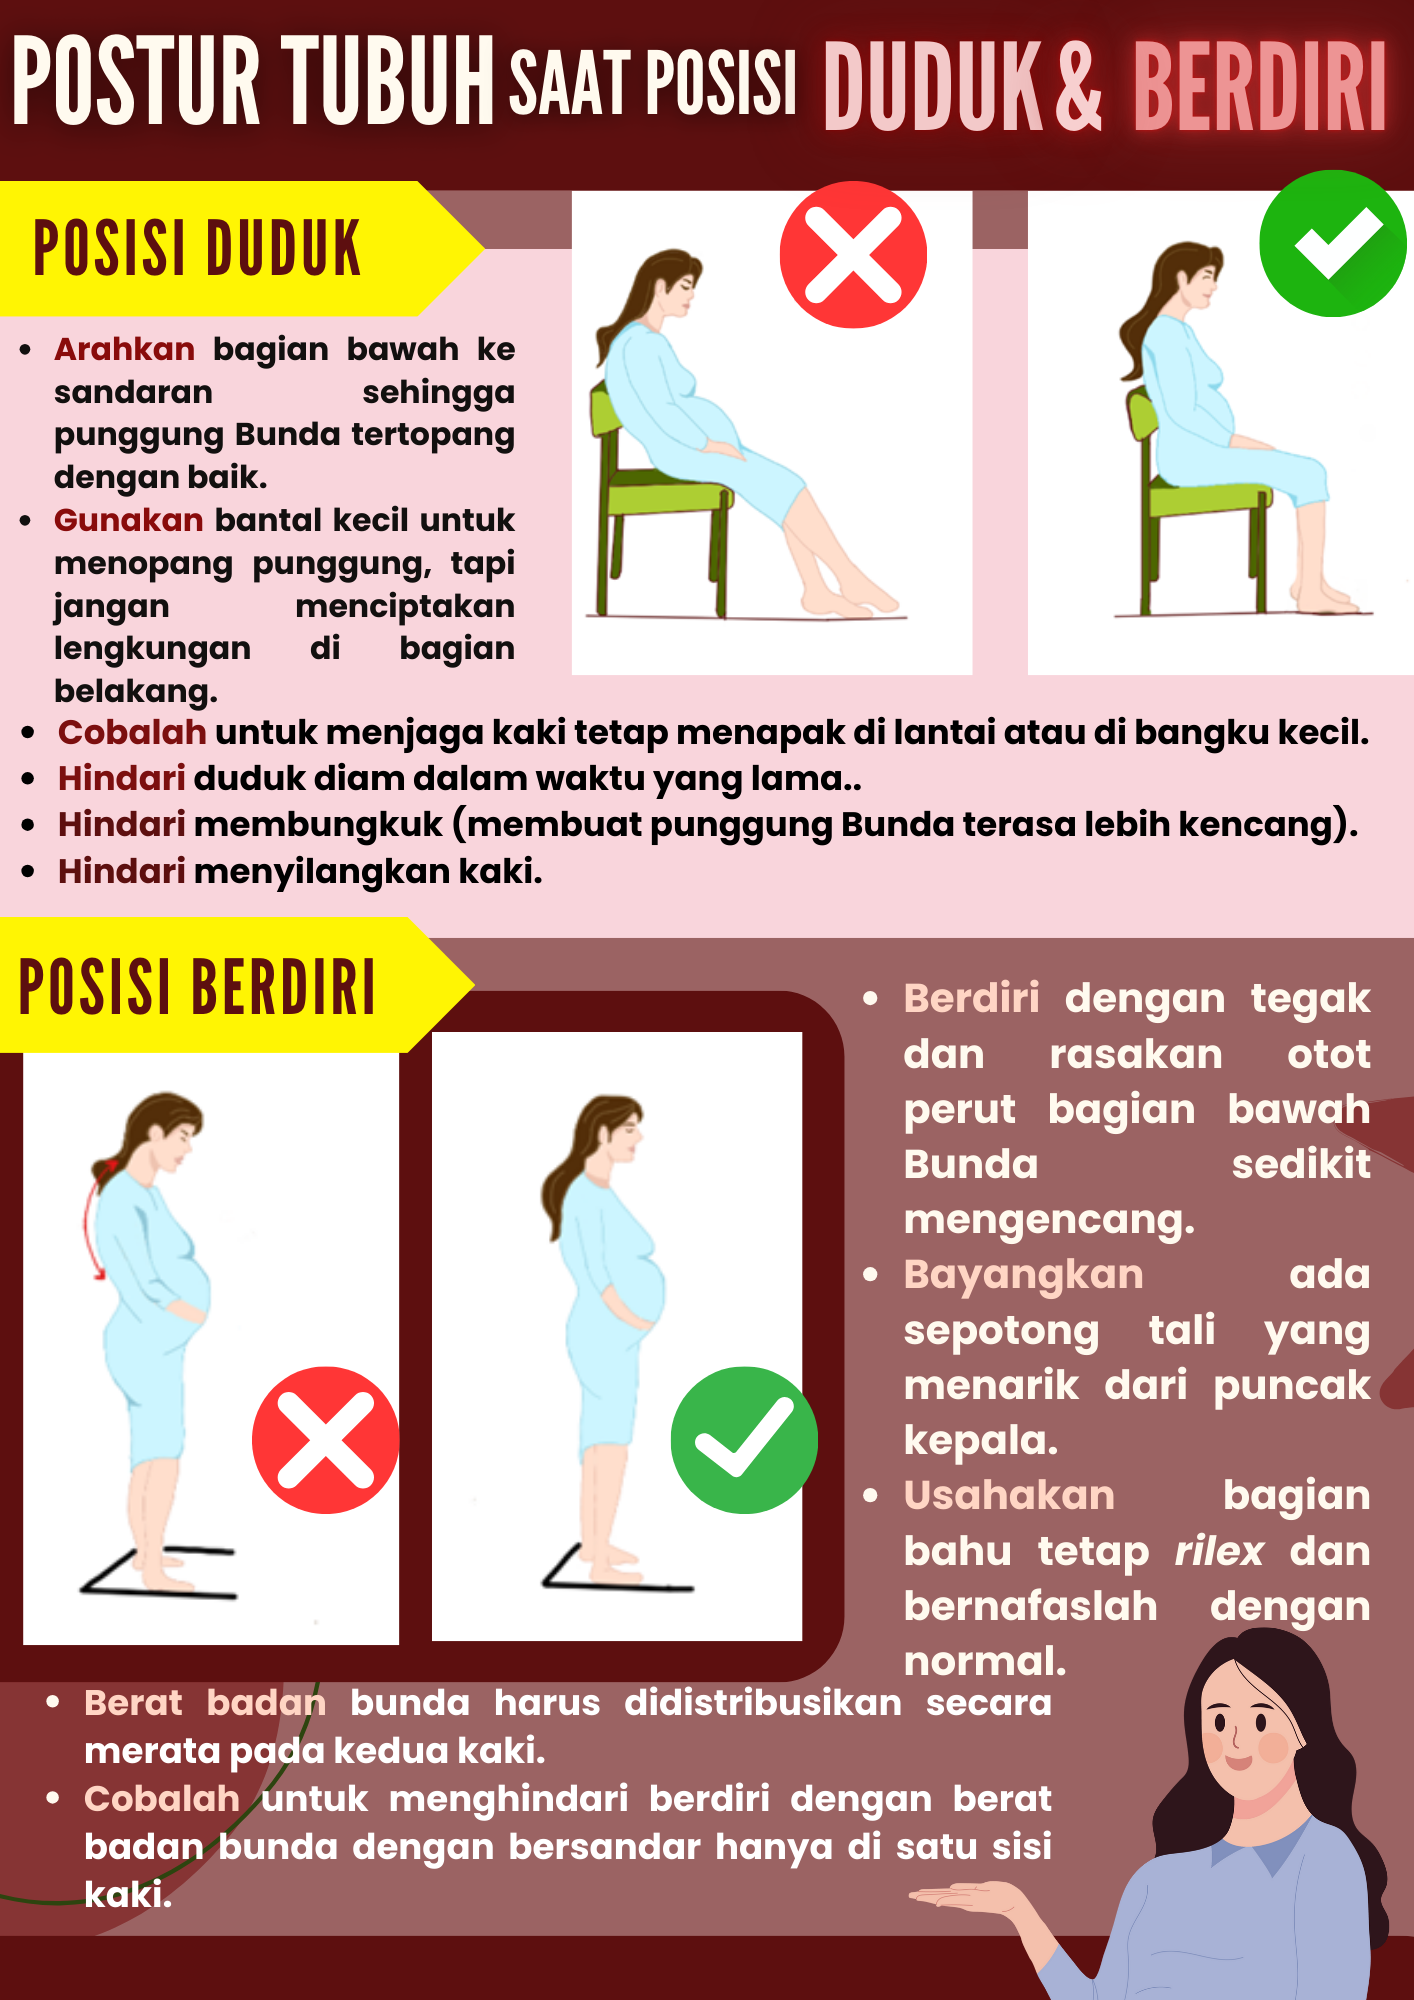 POSTUR TUBUH SAAT POSISI DUDUK & BERDIRI
POSISI DUDUK
• Arahkan bagian bawah ke
sandaran sehingga
punggung Bunda tertopang
dengan baik.
• Gunakan bantal kecil untuk
menopang punggung, tapi
jangan menciptakan
lengkungan di bagian
belakang.
• Cobalah untuk menjaga kaki tetap menapak di lantai atau di bangku kecil.
• Hindari duduk diam dalam waktu yang lama..
• Hindari membungkuk (membuat punggung Bunda terasa lebih kencang).
• Hindari menyilangkan kaki.
POSISI BERDIRI
• Berdiri dengan tegak
dan rasakan otot
perut bagian bawah
Bunda sedikit
mengencang.
• Bayangkan ada
sepotong tali yang
menarik dari puncak
kepala.
• Usahakan bagian
bahu tetap rilex dan
bernafaslah dengan
normal.
• Berat badan bunda harus didistribusikan secara
merata pada kedua kaki.
• Cobalah untuk menghindari berdiri dengan berat
badan bunda dengan bersandar hanya di satu sisi
kaki.